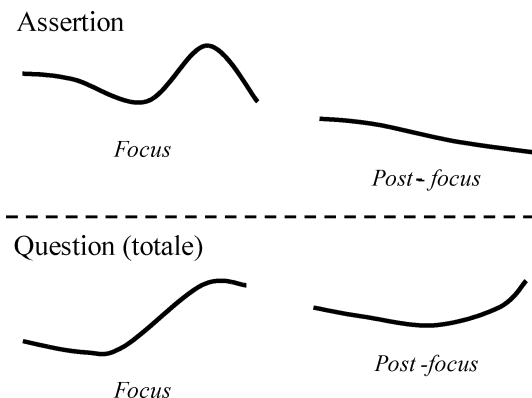 Assertion
Focus
Post - focus
Question (totale)
Focus
Post -focus